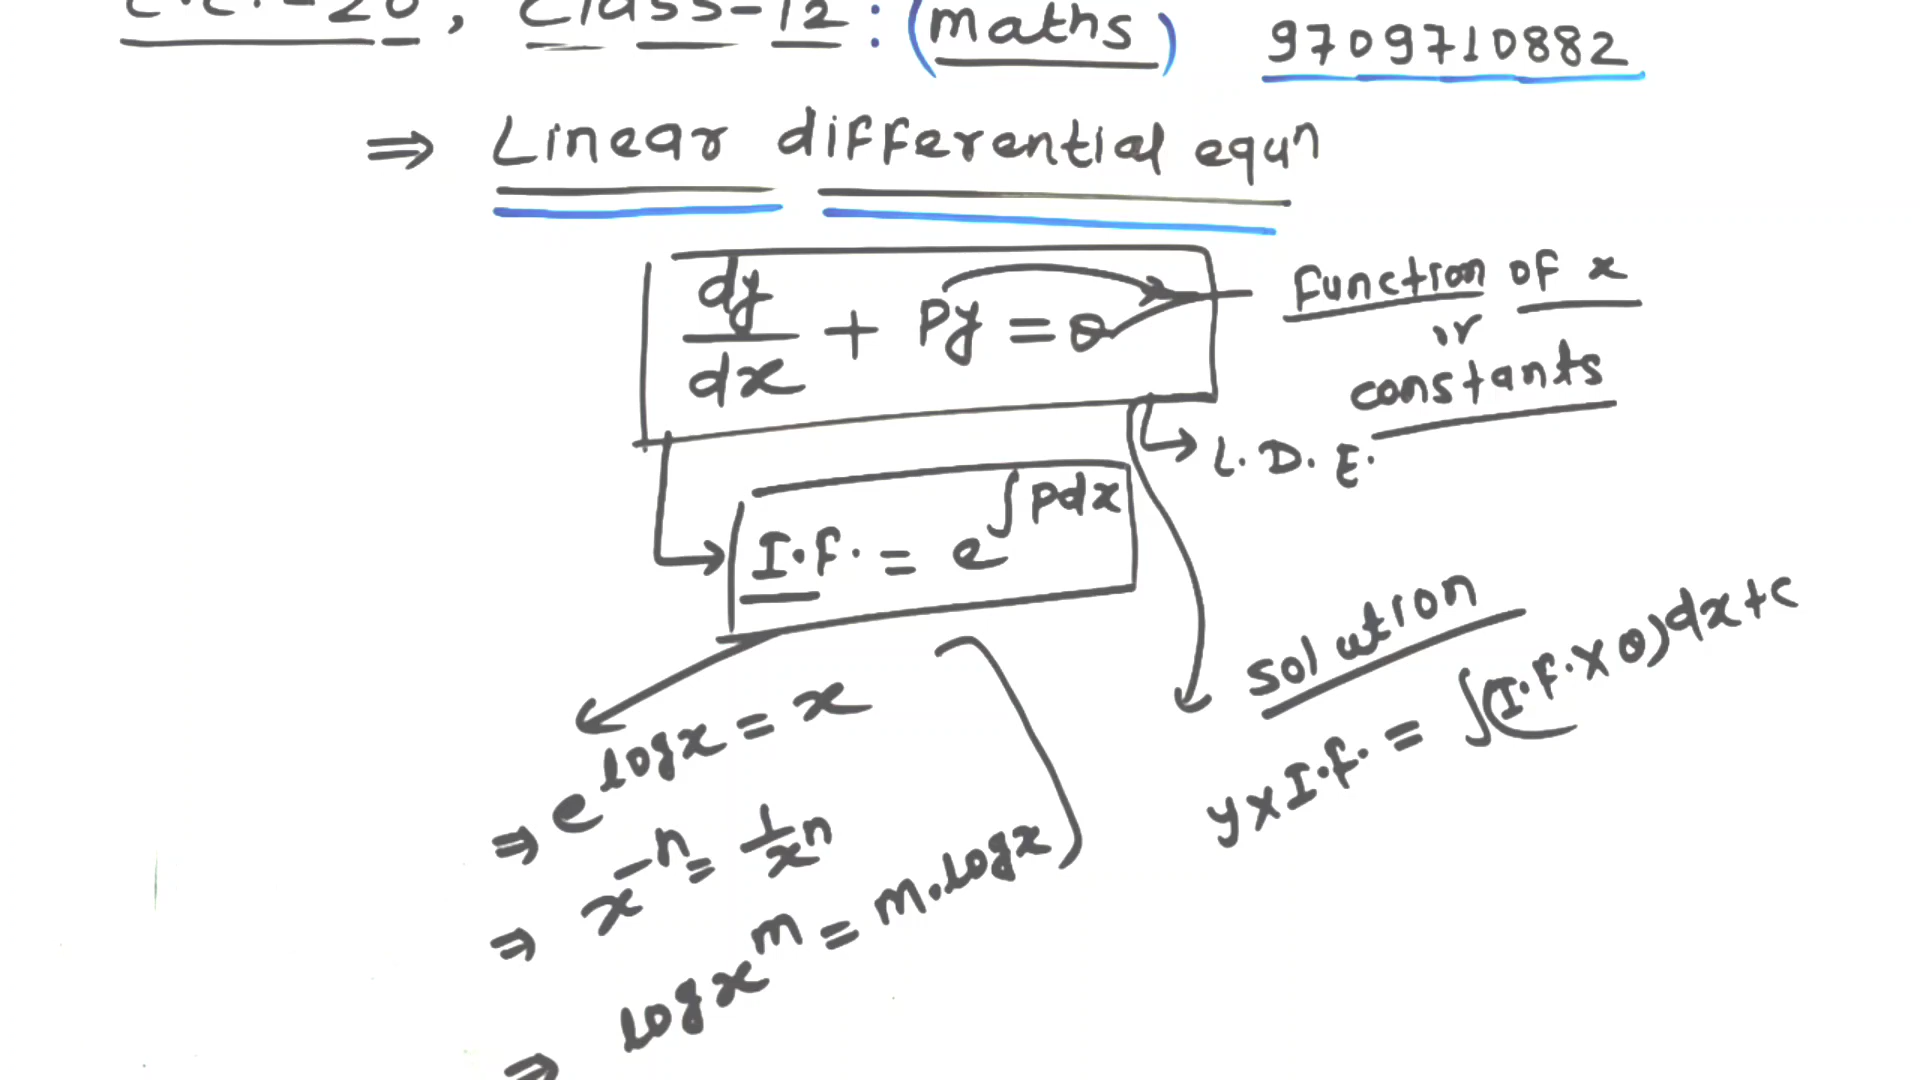 Class-12 : (maths) 9709710882
⇒ Linear differential equn
dy/dx + Py = Q
Function of x
or
constants
→ L.D.E.
I.F. = e^∫Pdx
solution
y×I.F. = ∫(I.F.×Q)dx+c
⇒ e^logx = x
⇒ x^-n = 1/x^n
⇒ logx^m = m.logx